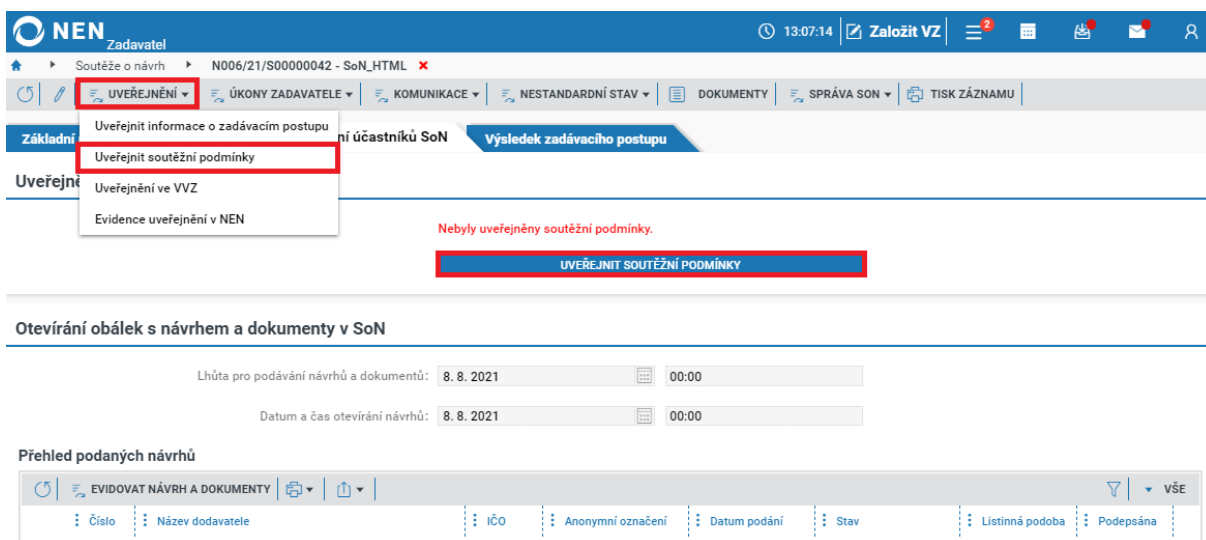 NEN Zadavatel 13:07:14 Založit VZ 2
Soutěže o návrh N006/21/S00000042 - SoN_HTML
UVEŘEJNĚNÍ ÚKONY ZADAVATELE KOMUNIKACE NESTANDARDNÍ STAV DOKUMENTY SPRÁVA SON TISK ZÁZNAMU
Uveřejnit informace o zadávacím postupu
Základní ní účastníků SoN Výsledek zadávacího postupu
Uveřejnit soutěžní podmínky
Uveřejně
Uveřejnění ve VVZ
Evidence uveřejnění v NEN
Nebyly uveřejněny soutěžní podmínky.
UVEŘEJNIT SOUTĚŽNÍ PODMÍNKY
Otevírání obálek s návrhem a dokumenty v SoN
Lhůta pro podávání návrhů a dokumentů: 8. 8. 2021 00:00
Datum a čas otevírání návrhů: 8. 8. 2021 00:00
Přehled podaných návrhů
EVIDOVAT NÁVRH A DOKUMENTY VŠE
Číslo Název dodavatele IČO Anonymní označení Datum podání Stav Listinná podoba Podepsána